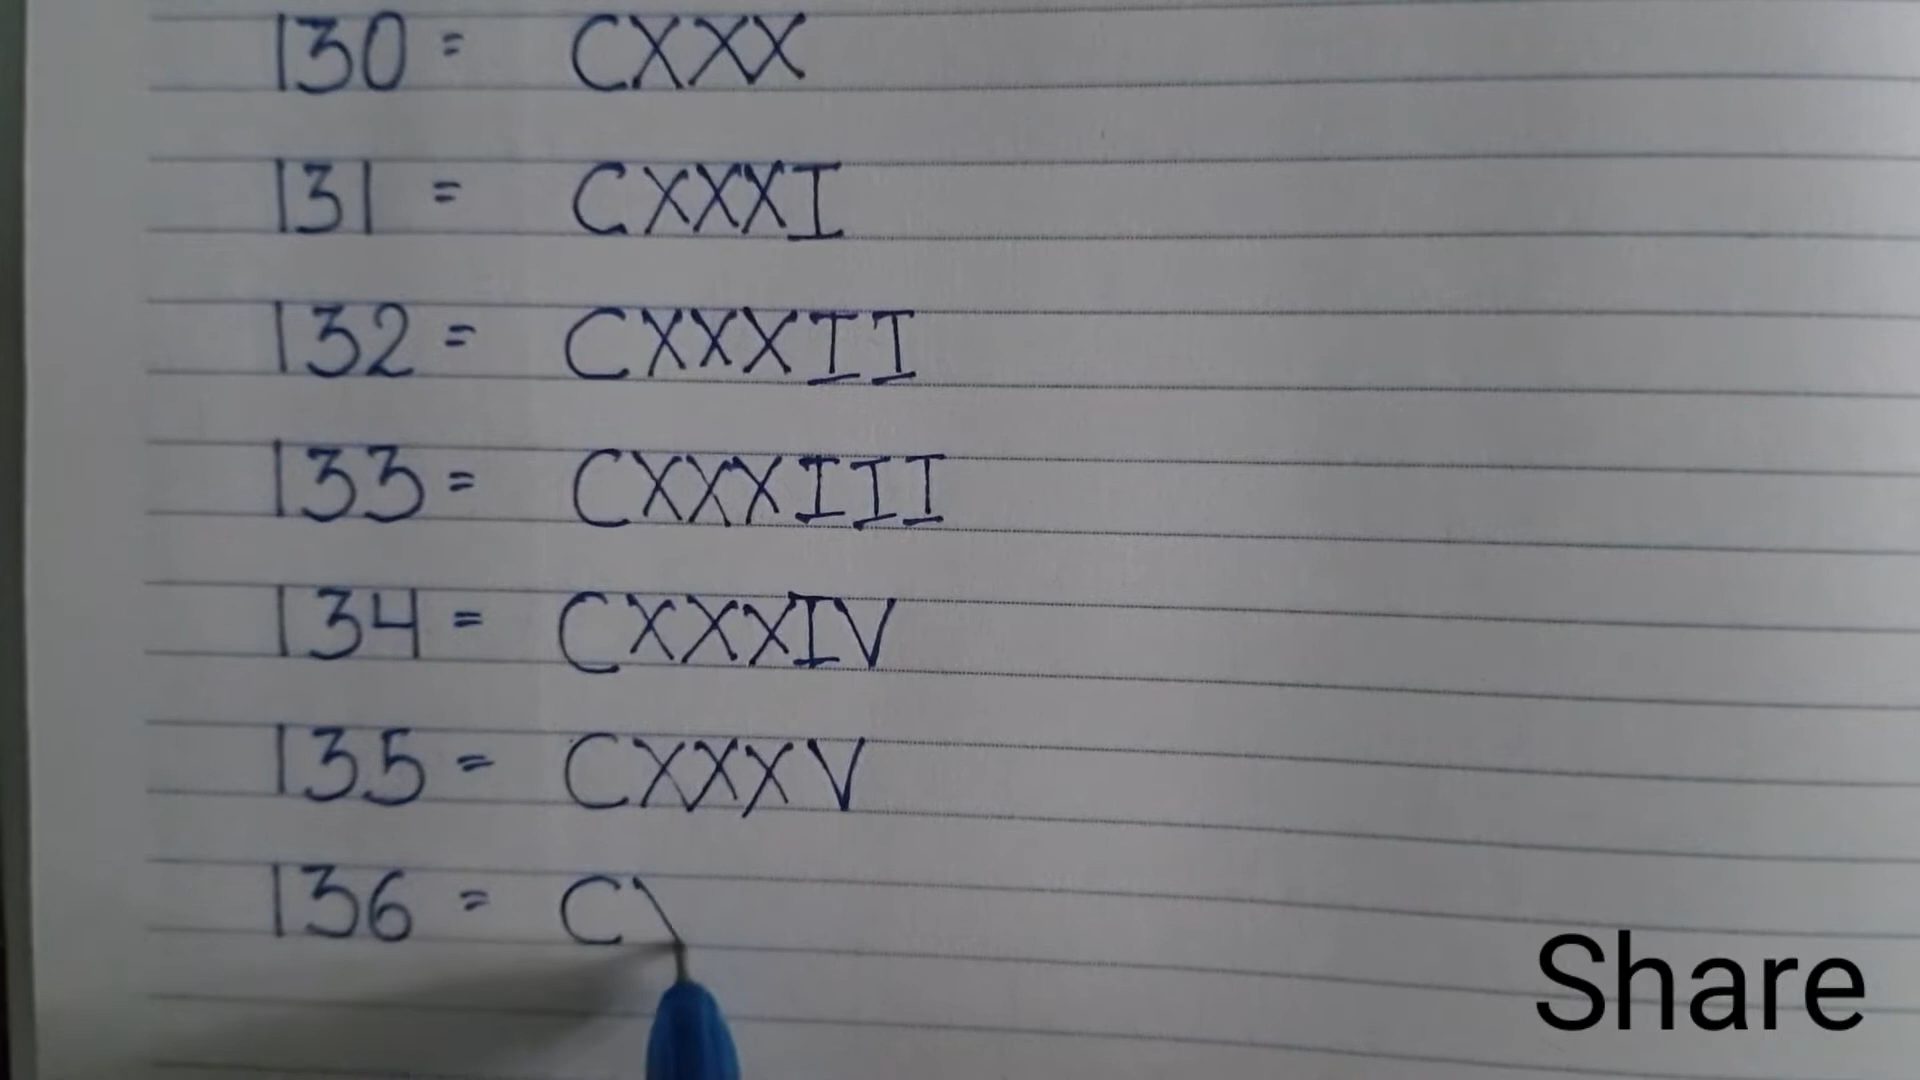 130 = CXXX
131 = CXXXI
132 = CXXXII
133 = CXXXIII
134 = CXXXIV
135 = CXXXV
136 = C
Share